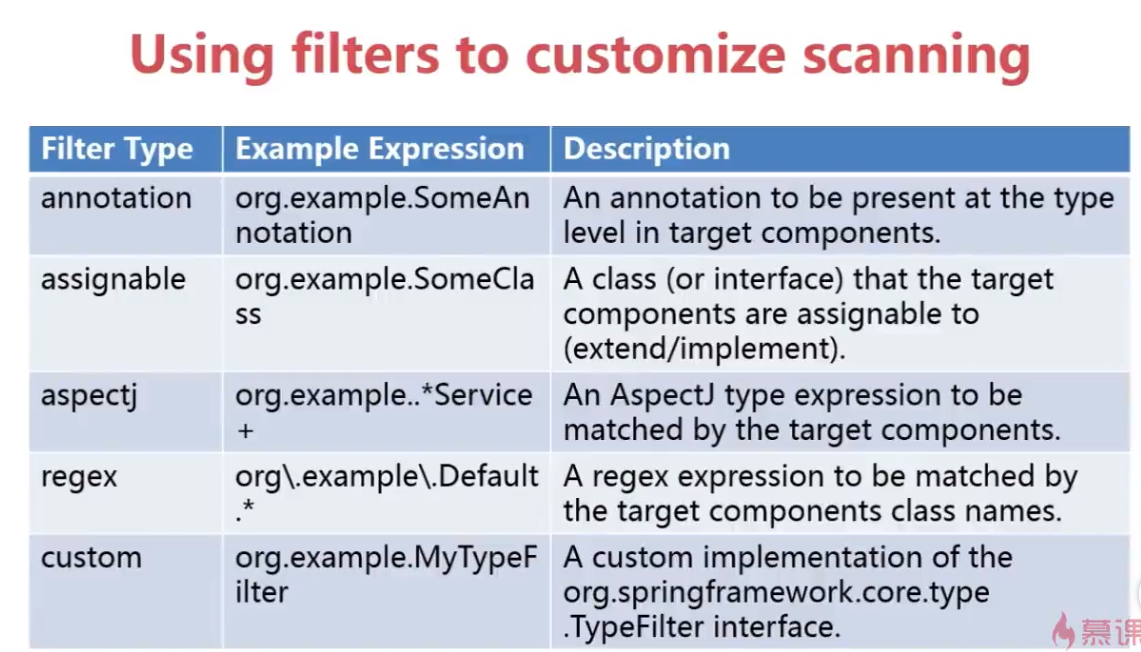 Using filters to customize scanning
Filter Type Example Expression Description
annotation org.example.SomeAn An annotation to be present at the type
notation level in target components.
assignable org.example.SomeCla A class (or interface) that the target
ss components are assignable to
(extend/implement).
aspectj org.example..*Service An AspectJ type expression to be
+ matched by the target components.
regex org\.example\.Default A regex expression to be matched by
.* the target components class names.
custom org.example.MyTypeF A custom implementation of the
ilter org.springframework.core.type
.TypeFilter interface.
慕课